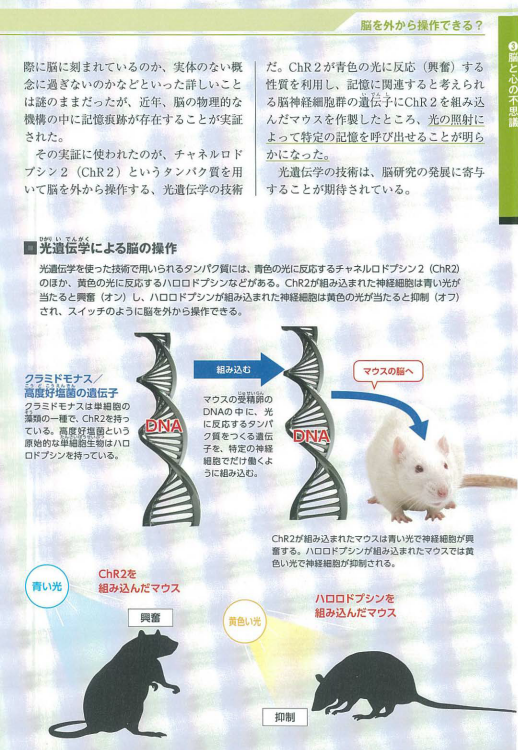 脳を外から操作できる?
❸脳と心の不思議
際に脳に刻まれているのか、実体のない概
念に過ぎないのかなどといった詳しいこと
は謎のままだったが、近年、脳の物理的な
機構の中に記憶痕跡が存在することが実証
された。
その実証に使われたのが、チャネルロド
プシン2(ChR2)というタンパク質を用
いて脳を外から操作する、光遺伝学の技術
だ。ChR2が青色の光に反応(興奮)する
性質を利用し、記憶に関連すると考えられ
る脳神経細胞群の遺伝子にChR2を組み込
んだマウスを作製したところ、光の照射に
よって特定の記憶を呼び出せることが明ら
かになった。
光遺伝学の技術は、脳研究の発展に寄与
することが期待されている。
■光遺伝学による脳の操作
光遺伝学を使った技術で用いられるタンパク質には、青色の光に反応するチャネルロドプシン2(ChR2)
のほか、黄色の光に反応するハロロドプシンなどがある。ChR2が組み込まれた神経細胞は青い光が
当たると興奮(オン)し、ハロロドプシンが組み込まれた神経細胞は黄色の光が当たると抑制(オフ)
され、スイッチのように脳を外から操作できる。
クラミドモナス/
高度好塩菌の遺伝子
クラミドモナスは単細胞の
藻類の一種で、ChR2を持っ
ている。高度好塩菌という
原始的な単細胞生物はハロ
ロドプシンを持っている。
DNA
組み込む
マウスの受精卵の
DNAの中に、光
に反応するタンパ
ク質をつくる遺伝
子を、特定の神経
細胞でだけ働くよ
うに組み込む。
DNA
マウスの脳へ
ChR2が組み込まれたマウスは青い光で神経細胞が興
奮する。ハロロドプシンが組み込まれたマウスでは黄
色い光で神経細胞が抑制される。
青い光
ChR2を
組み込んだマウス
興奮
黄色い光
ハロロドプシンを
組み込んだマウス
抑制